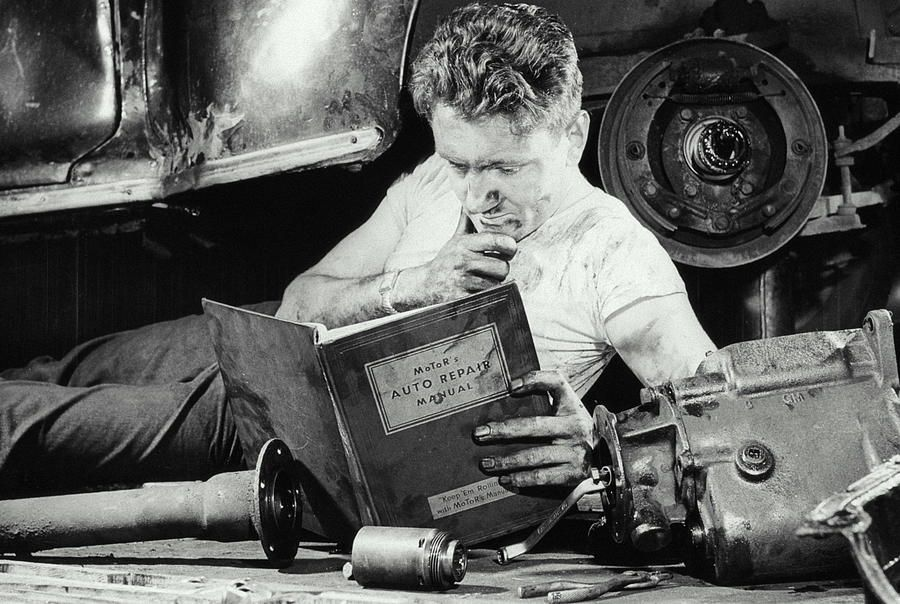 MoToR's
AUTO REPAIR
MANUAL
"Keep 'Em Rolling
with MoToR's Manual